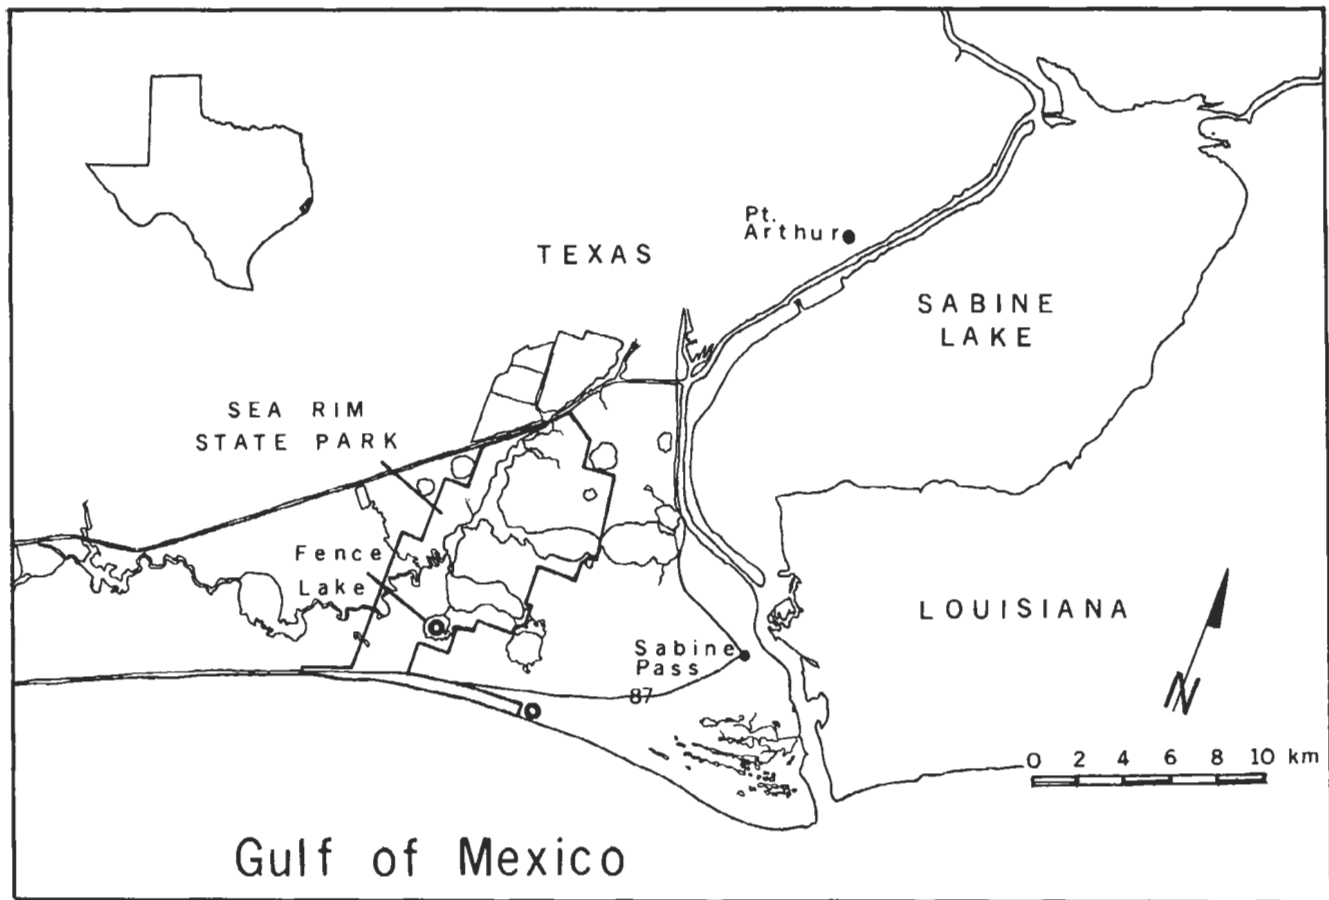 Pt.
Arthur
TEXAS
SABINE
LAKE
SEA RIM
STATE PARK
Fence
Lake
LOUISIANA
Sabine
Pass
87
N
0 2 4 6 8 10 km
Gulf of Mexico